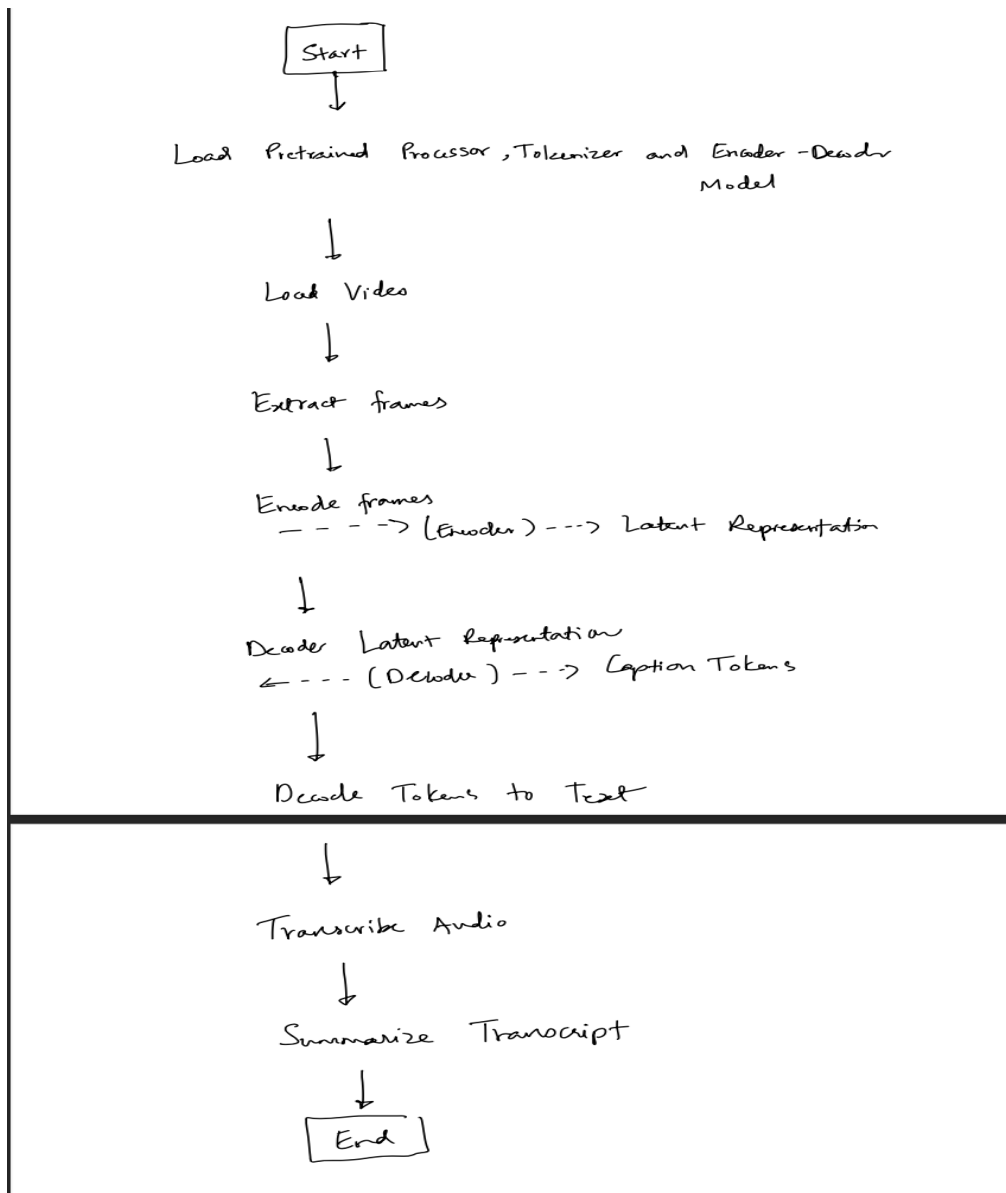 Start
Load Pretrained Processor, Tokenizer and Encoder-Decoder
Model
Load Video
Extract frames
Encode frames
----> (Encoder) ---> Latent Representation
Decoder Latent Representation
<--- (Decoder) ---> Caption Tokens
Decode Tokens to Text
Transcribe Audio
Summarize Transcript
End